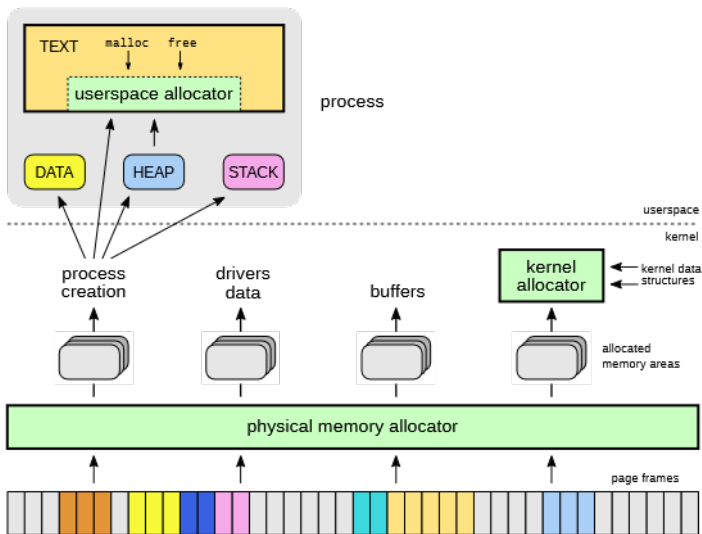 TEXT
malloc
free
userspace allocator
process
DATA
HEAP
STACK
userspace
kernel
process
creation
drivers
data
buffers
kernel
allocator
kernel data
structures
allocated
memory areas
physical memory allocator
page frames